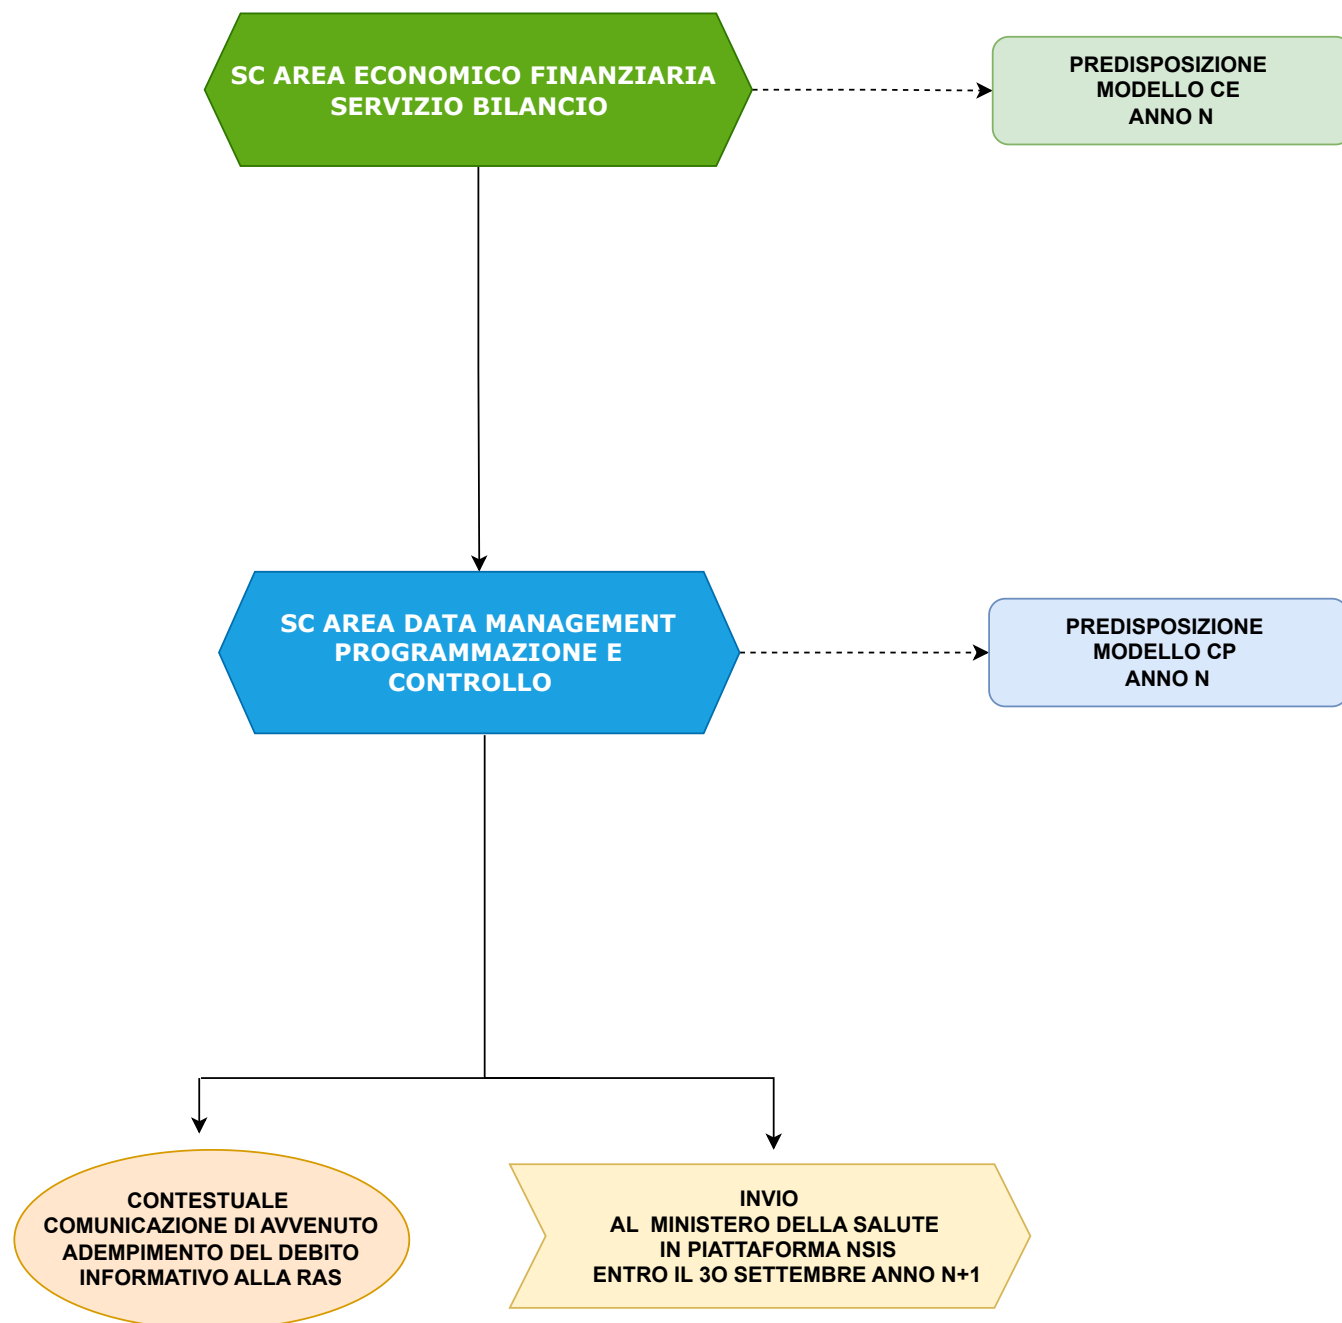 SC AREA ECONOMICO FINANZIARIA
SERVIZIO BILANCIO
PREDISPOSIZIONE
MODELLO CE
ANNO N
SC AREA DATA MANAGEMENT
PROGRAMMAZIONE E
CONTROLLO
PREDISPOSIZIONE
MODELLO CP
ANNO N
CONTESTUALE
COMUNICAZIONE DI AVVENUTO
ADEMPIMENTO DEL DEBITO
INFORMATIVO ALLA RAS
INVIO
AL MINISTERO DELLA SALUTE
IN PIATTAFORMA NSIS
ENTRO IL 3O SETTEMBRE ANNO N+1